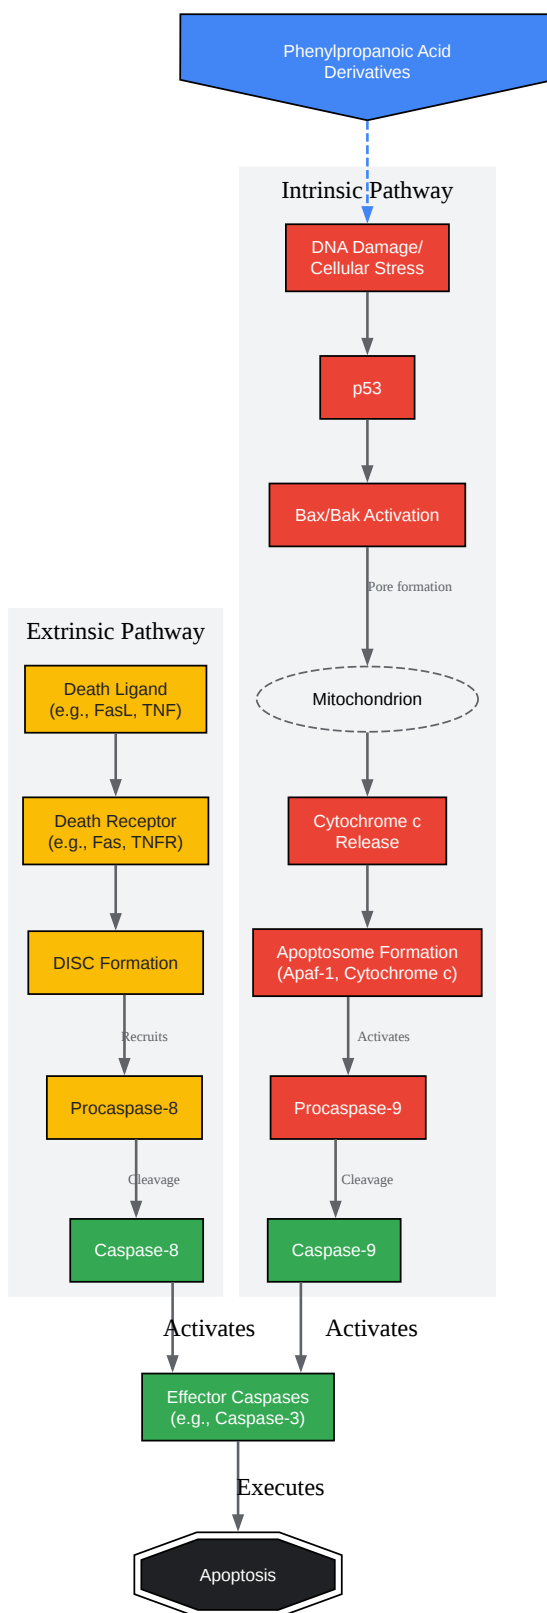 Phenylpropanoic Acid
Derivatives
Intrinsic Pathway
DNA Damage/
Cellular Stress
p53
Bax/Bak Activation
Pore formation
Mitochondrion
Cytochrome c
Release
Apoptosome Formation
(Apaf-1, Cytochrome c)
Activates
Procaspase-9
Cleavage
Caspase-9
Extrinsic Pathway
Death Ligand
(e.g., FasL, TNF)
Death Receptor
(e.g., Fas, TNFR)
DISC Formation
Recruits
Procaspase-8
Cleavage
Caspase-8
Activates
Activates
Effector Caspases
(e.g., Caspase-3)
Executes
Apoptosis